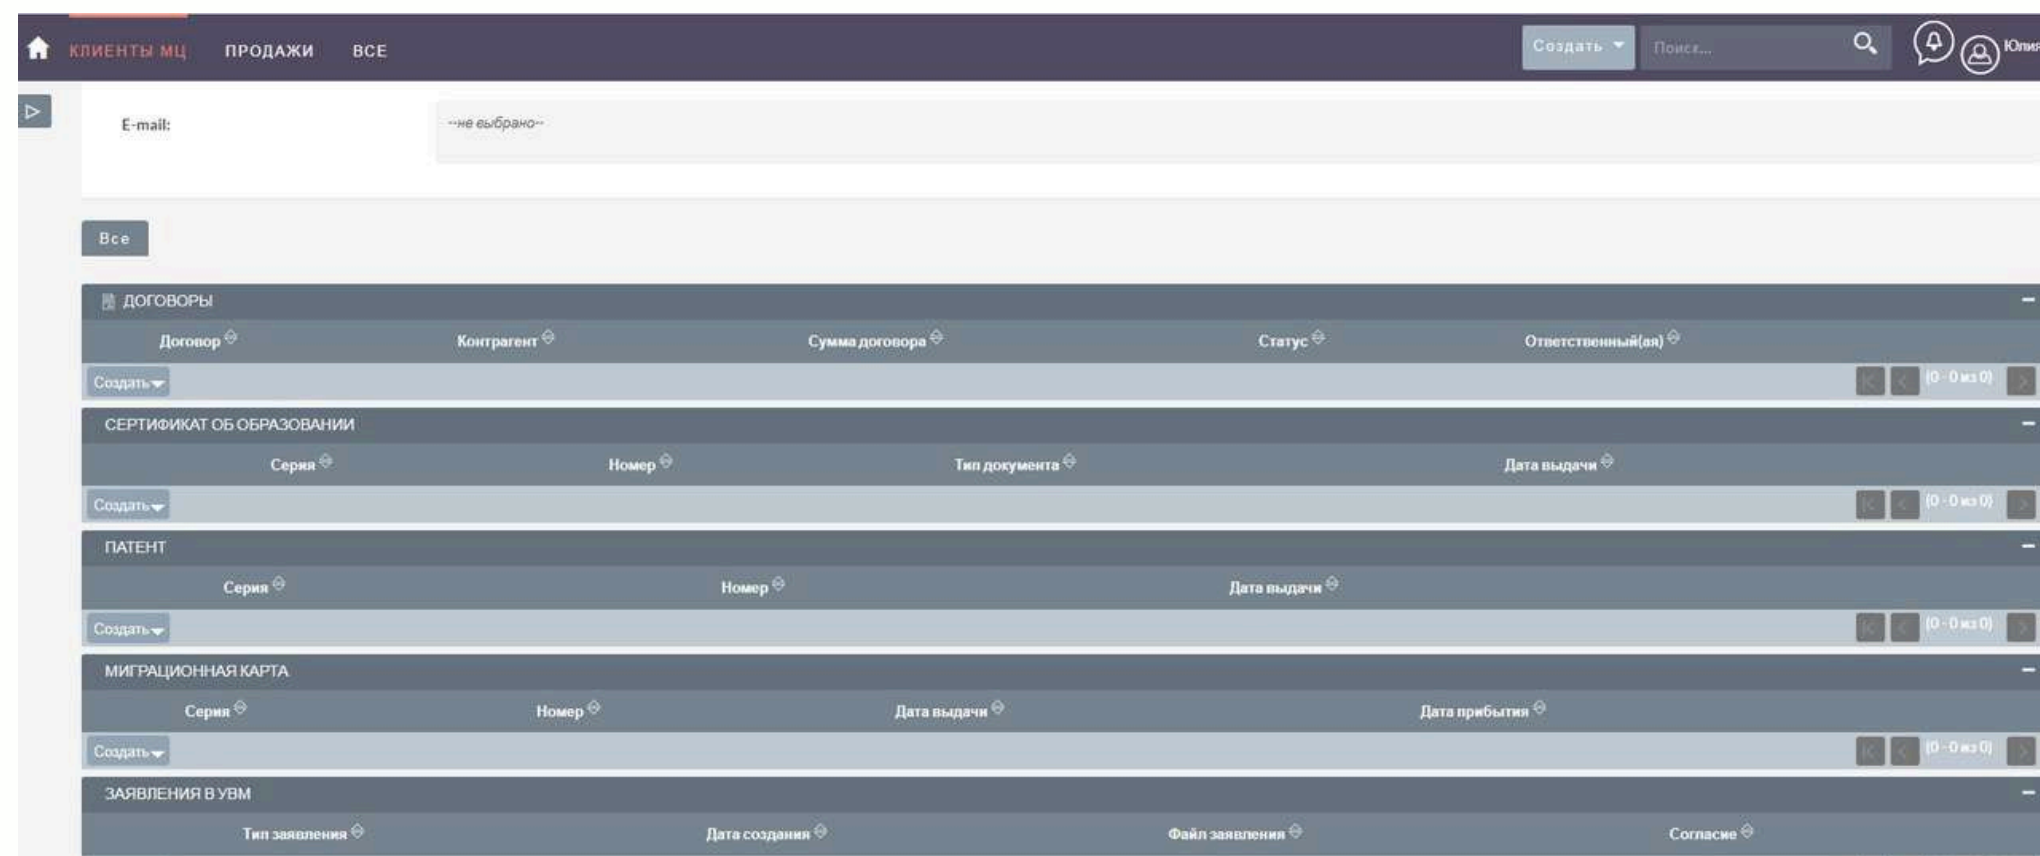 КЛИЕНТЫ МЦ ПРОДАЖИ ВСЕ Создать Поиск... Юлия
E-mail: --не выбрано--
Все
ДОГОВОРЫ
Договор Контрагент Сумма договора Статус Ответственный(ая)
Создать (0 - 0 из 0)
СЕРТИФИКАТ ОБ ОБРАЗОВАНИИ
Серия Номер Тип документа Дата выдачи
Создать (0 - 0 из 0)
ПАТЕНТ
Серия Номер Дата выдачи
Создать (0 - 0 из 0)
МИГРАЦИОННАЯ КАРТА
Серия Номер Дата выдачи Дата прибытия
Создать (0 - 0 из 0)
ЗАЯВЛЕНИЯ В УВМ
Тип заявления Дата создания Файл заявления Согласие